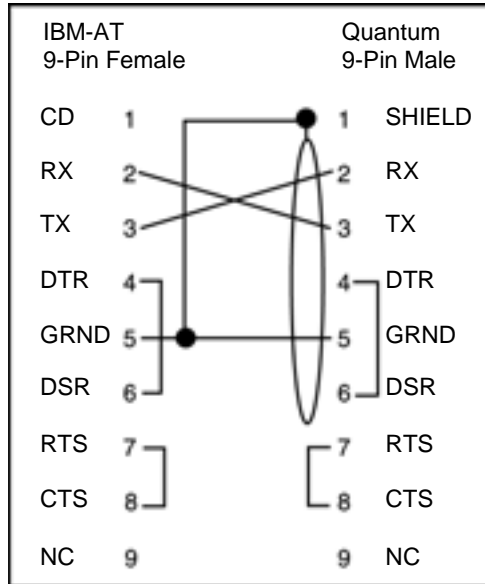 IBM-AT Quantum
9-Pin Female 9-Pin Male
CD 1 1 SHIELD
RX 2 2 RX
TX 3 3 TX
DTR 4 4 DTR
GRND 5 5 GRND
DSR 6 6 DSR
RTS 7 7 RTS
CTS 8 8 CTS
NC 9 9 NC